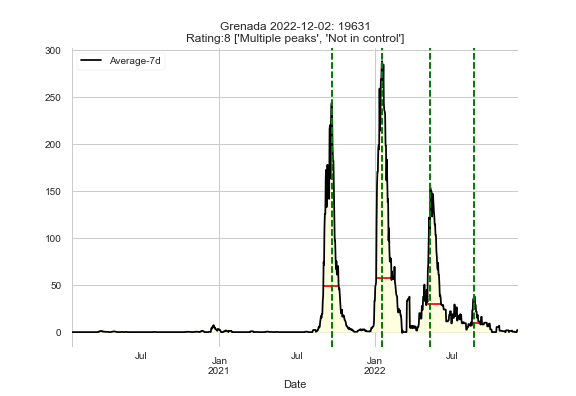 Grenada 2022-12-02: 19631
Rating:8 ['Multiple peaks', 'Not in control']
300
Average-7d
250
200
150
100
50
0
Jul
Jan
2021
Jul
Jan
2022
Jul
Date